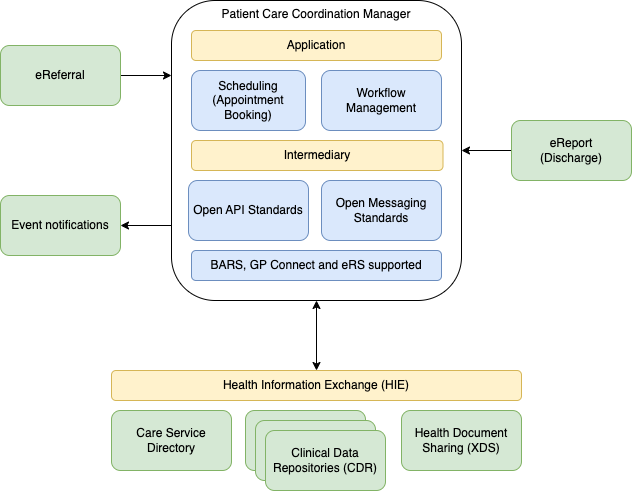 Patient Care Coordination Manager
Application
eReferral
Scheduling
(Appointment
Booking)
Workflow
Management
eReport
(Discharge)
Intermediary
Event notifications
Open API Standards
Open Messaging
Standards
BARS, GP Connect and eRS supported
Health Information Exchange (HIE)
Care Service
Directory
Clinical Data
Repositories (CDR)
Health Document
Sharing (XDS)